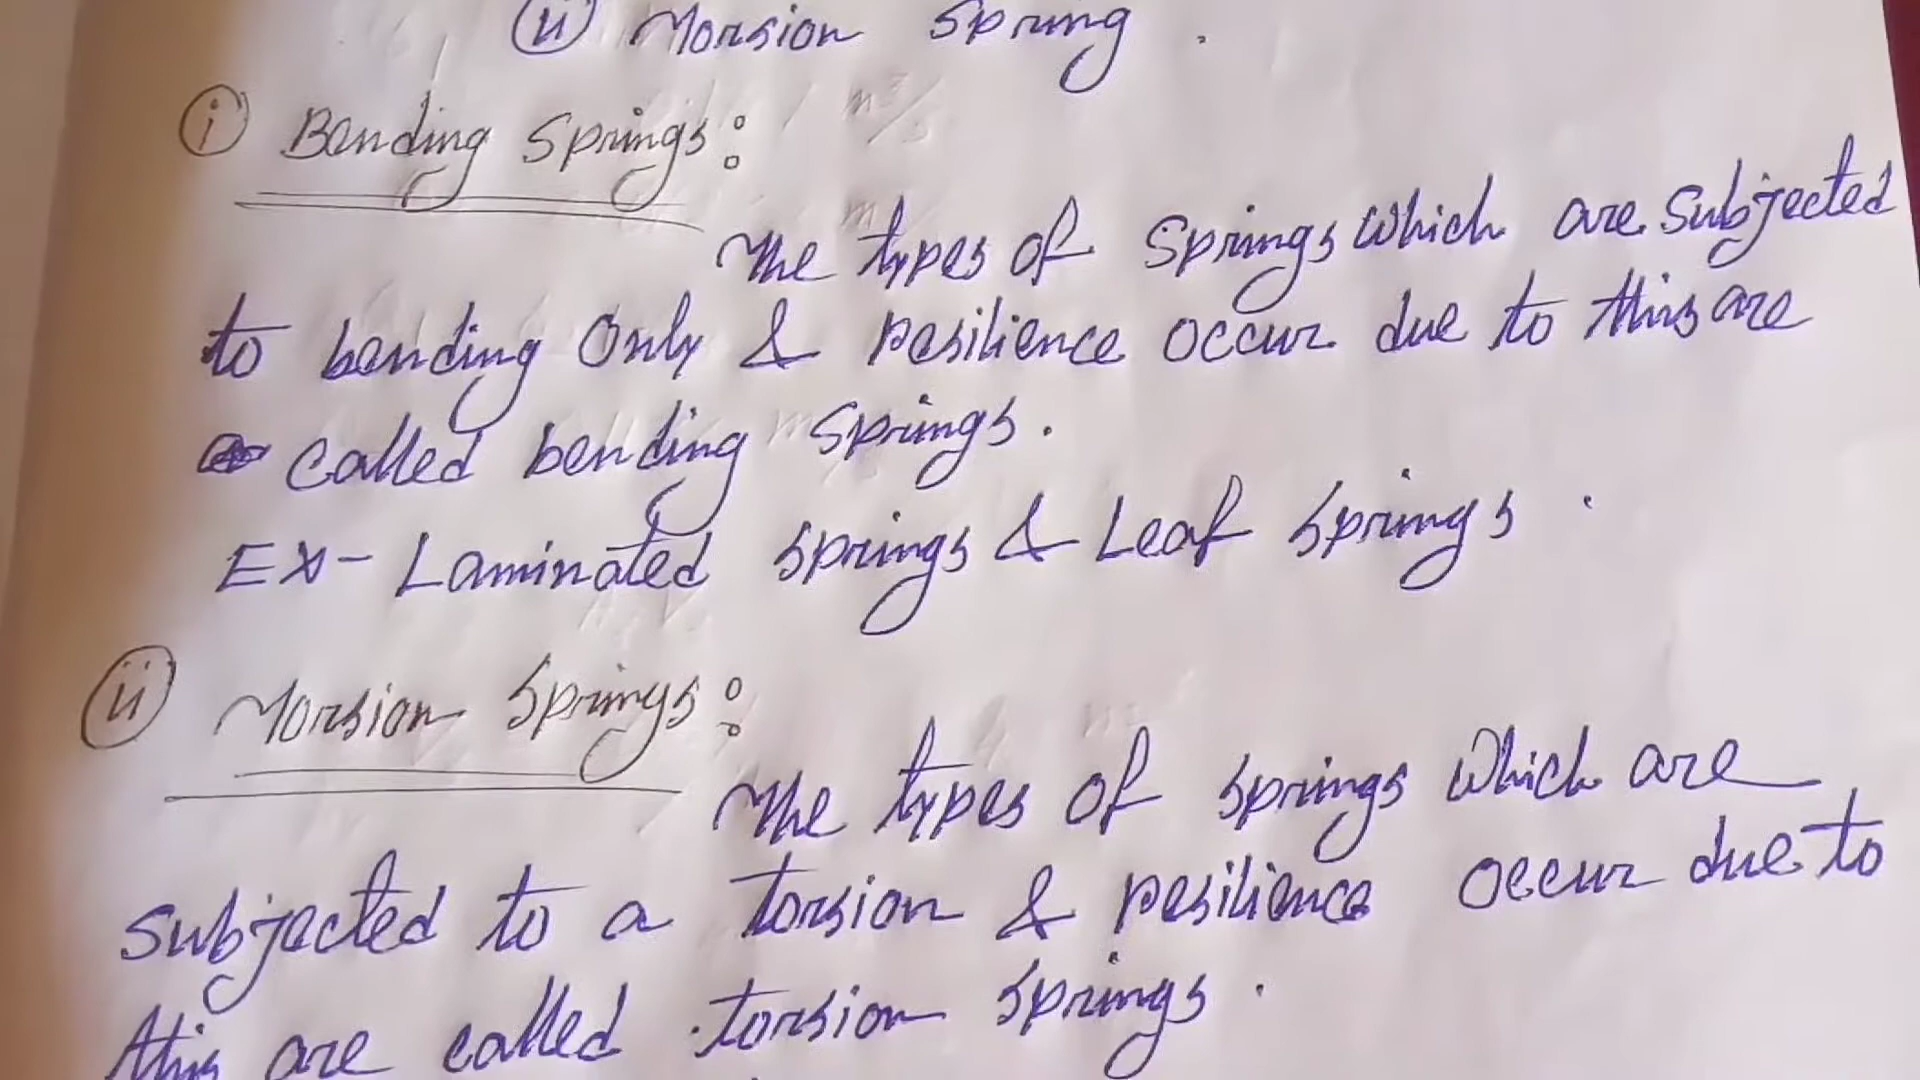 (ii) Torsion Spring.
(i) Bending Springs:
The types of Springs which are Subjected
to bending Only & resilience occur due to this are
called bending Springs.
Ex- Laminated springs & Leaf springs.
(ii) Torsion Springs:
The types of springs which are
subjected to a torsion & resilience occur due to
this are called torsion springs.